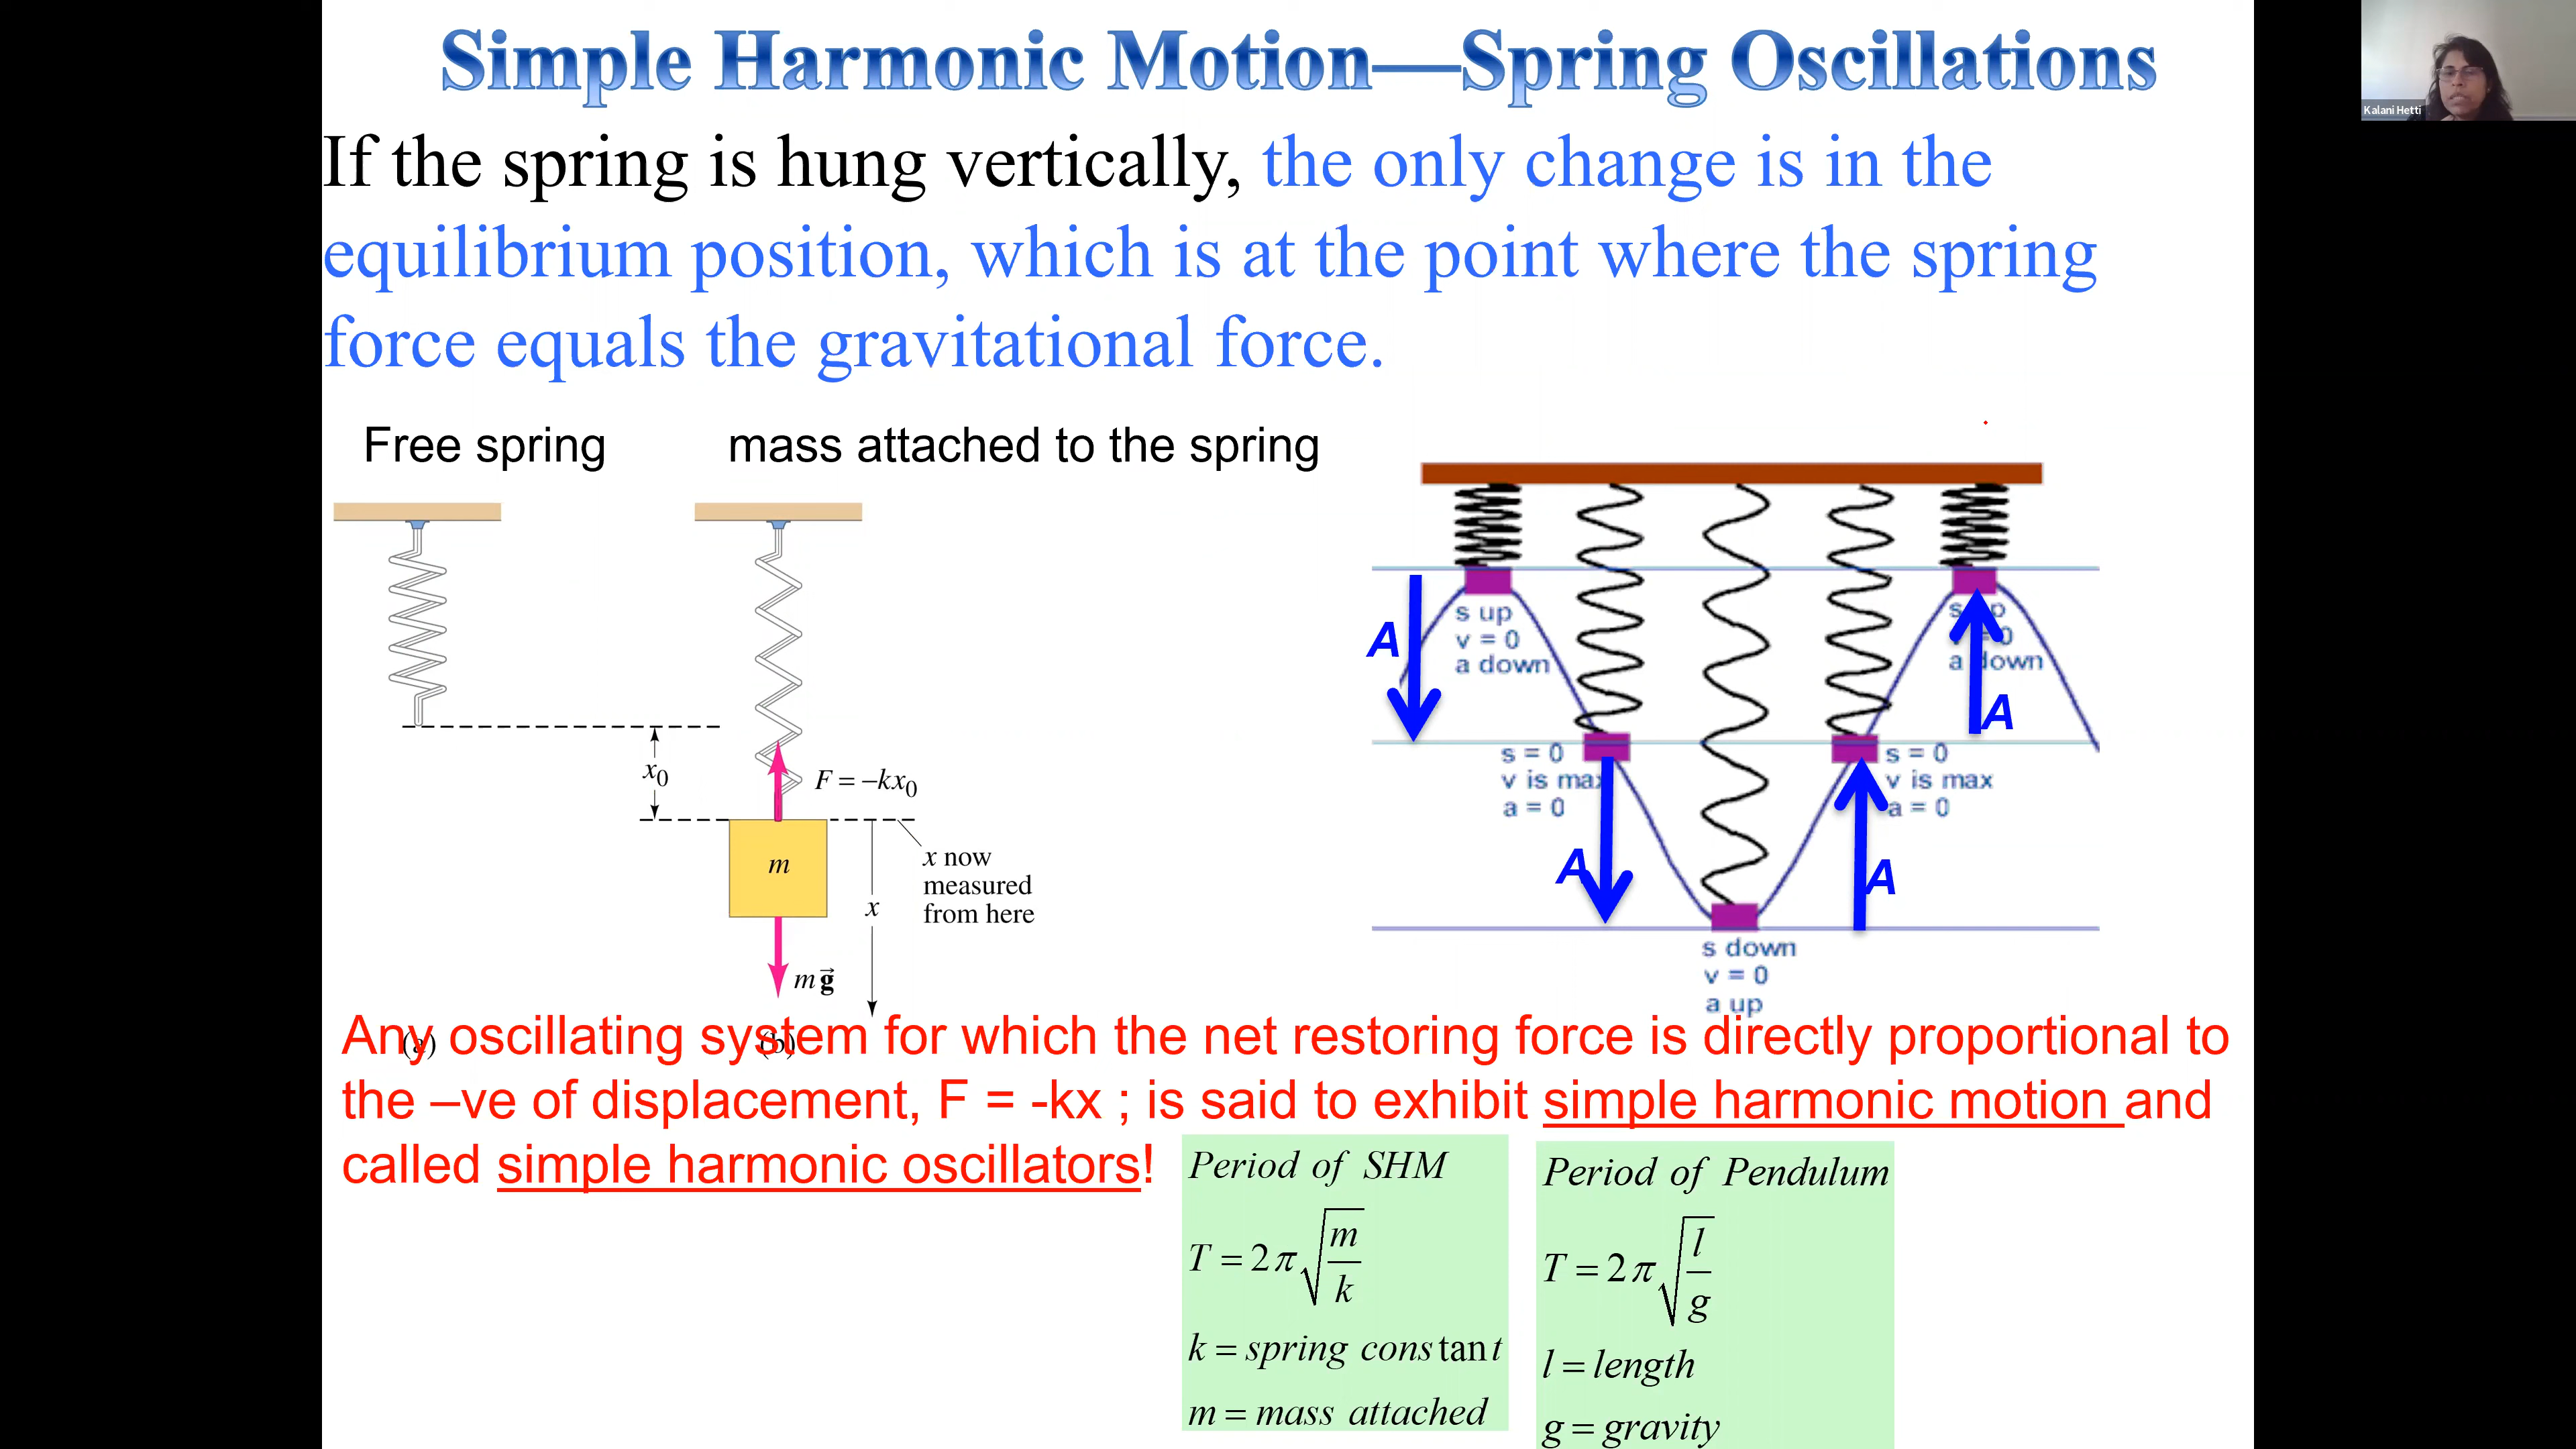 Simple Harmonic Motion—Spring Oscillations
Kalani Hetti
If the spring is hung vertically, the only change is in the
equilibrium position, which is at the point where the spring
force equals the gravitational force.
Free spring
mass attached to the spring
x₀
F = –kx₀
m
x
x now
measured
from here
mg⃗
(a)
(b)
s up
v = 0
a down
A
s = 0
v is max
a = 0
A
s down
v = 0
a up
s = 0
v is max
a = 0
A
a down
A
Any oscillating system for which the net restoring force is directly proportional to
the –ve of displacement, F = -kx ; is said to exhibit simple harmonic motion and
called simple harmonic oscillators!
Period of SHM
T = 2π√(m/k)
k = spring constant
m = mass attached
Period of Pendulum
T = 2π√(l/g)
l = length
g = gravity